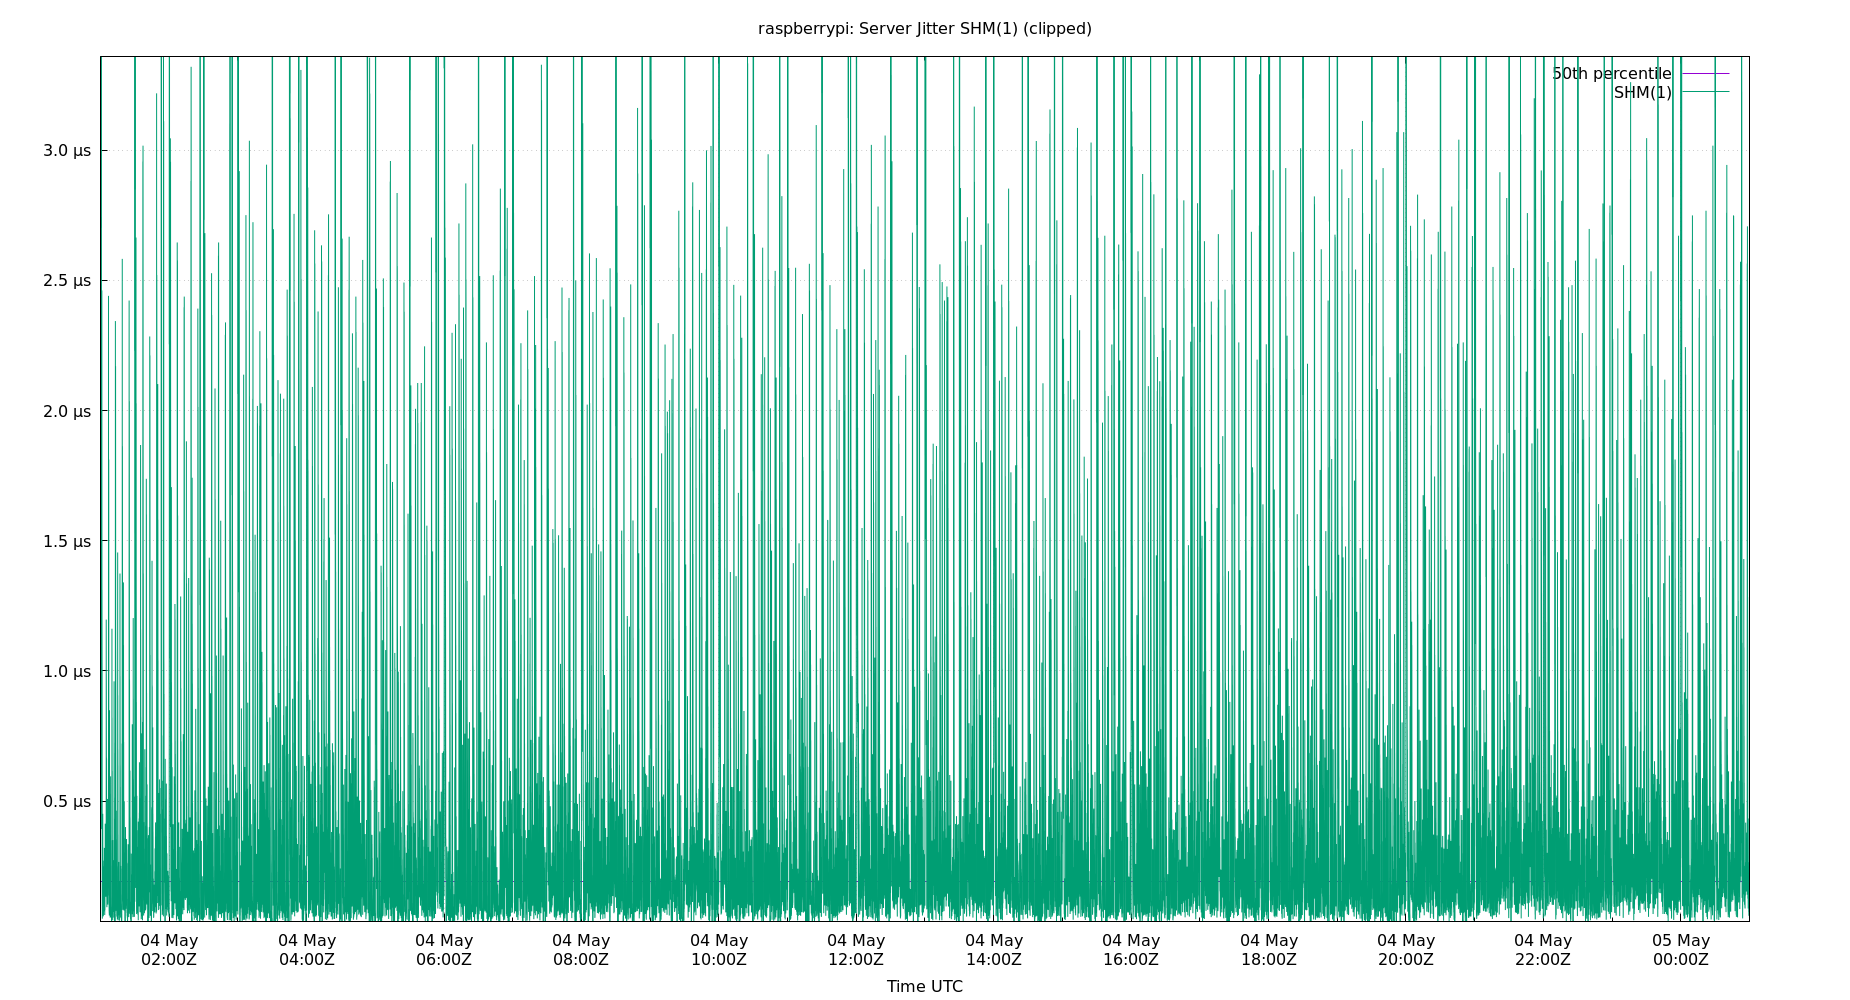 raspberrypi: Server Jitter SHM(1) (clipped)
50th percentile
SHM(1)
3.0 µs
2.5 µs
2.0 µs
1.5 µs
1.0 µs
0.5 µs
04 May 04 May 04 May 04 May 04 May 04 May 04 May 04 May 04 May 04 May 04 May 05 May
02:00Z 04:00Z 06:00Z 08:00Z 10:00Z 12:00Z 14:00Z 16:00Z 18:00Z 20:00Z 22:00Z 00:00Z
Time UTC